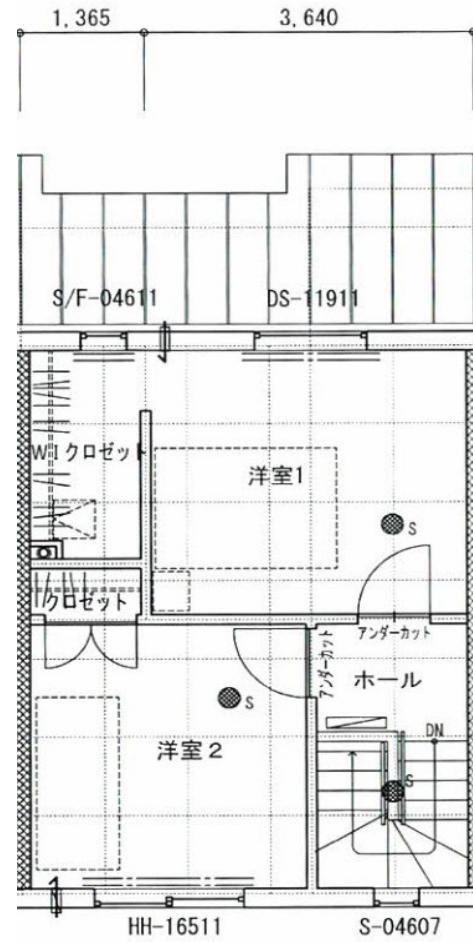 1,365 3,640
S/F-04611 DS-11911
WIクロゼット
洋室1
S
クロゼット
アンダーカット
アンダーカット
ホール
S
洋室2
DN
S
HH-16511 S-04607